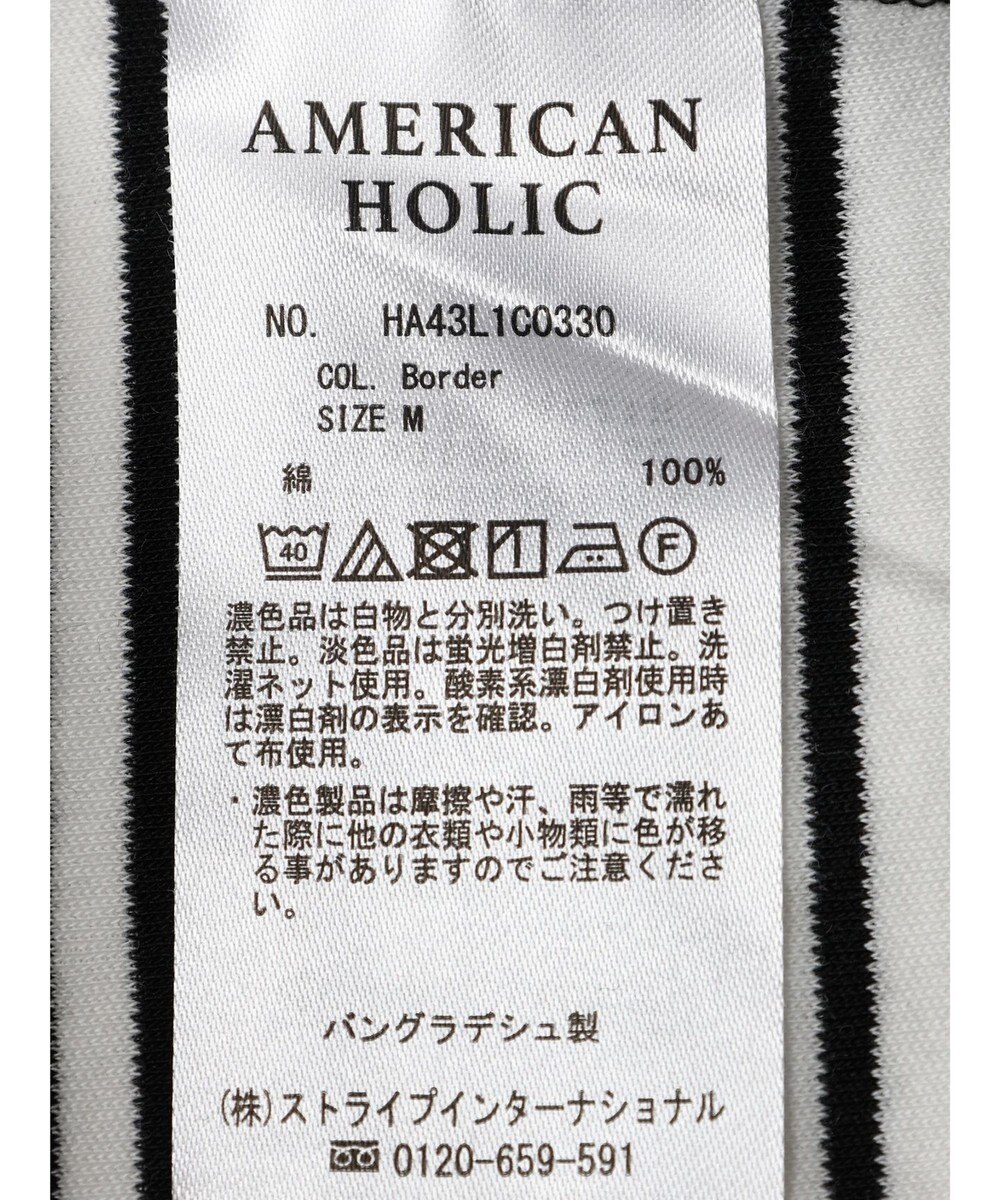 AMERICAN
HOLIC
NO. HA43L1C0330
COL. Border
SIZE M
綿 100%
40 F
濃色品は白物と分別洗い。つけ置き
禁止。淡色品は蛍光増白剤禁止。洗
濯ネット使用。酸素系漂白剤使用時
は漂白剤の表示を確認。アイロンあ
て布使用。
・濃色製品は摩擦や汗、雨等で濡れ
た際に他の衣類や小物類に色が移
る事がありますのでご注意くださ
い。
バングラデシュ製
(株)ストライプインターナショナル
0120-659-591